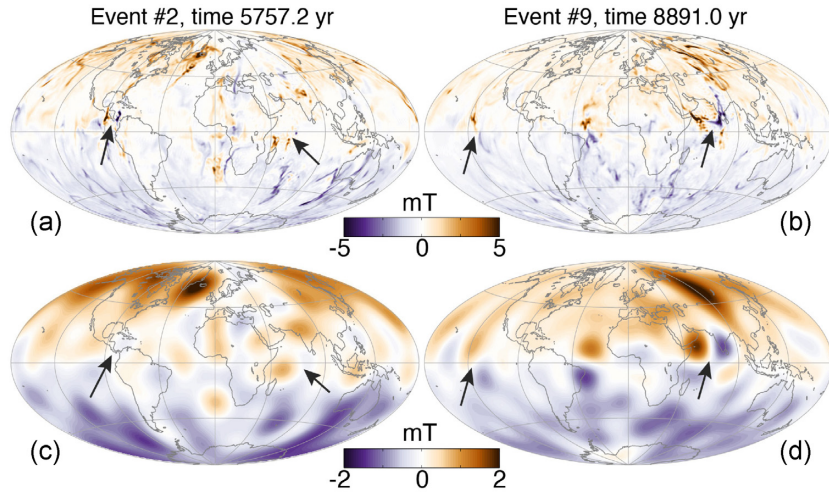 Event #2, time 5757.2 yr
Event #9, time 8891.0 yr
(a)
mT
-5 0 5
(b)
(c)
mT
-2 0 2
(d)